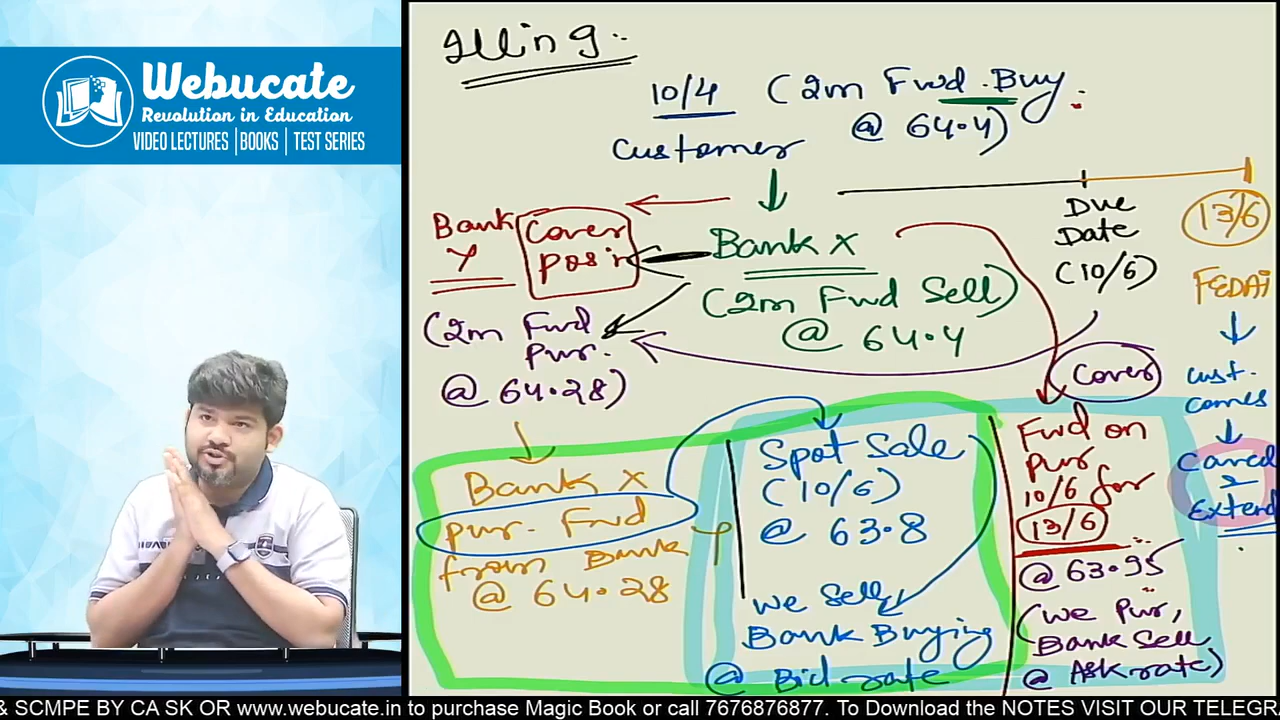 Webucate
Revolution in Education
VIDEO LECTURES | BOOKS | TEST SERIES
Illn 9.
10/4 (2m Fwd Buy
@ 64.4)
Customer
Bank X
(2m Fwd Sell)
@ 64.4
Bank
Y
Cover
posin
(2m Fwd
pur.
@ 64.28)
Due
Date
(10/6)
13/6
FEDAI
cust.
comes
Cancel
&
Extend
Cover
Bank X
pur. Fwd
from Bank Y
@ 64.28
Spot Sale
(10/6)
@ 63.8
We Sell,
Bank Buying
@ Bid rate
Fwd on
pur
10/6 for
13/6
@ 63.95
(We Pur,
Bank Sell
@ Ask rate)
& SCMPE BY CA SK OR www.webucate.in to purchase Magic Book or call 7676876877. To Download the NOTES VISIT OUR TELEGRA